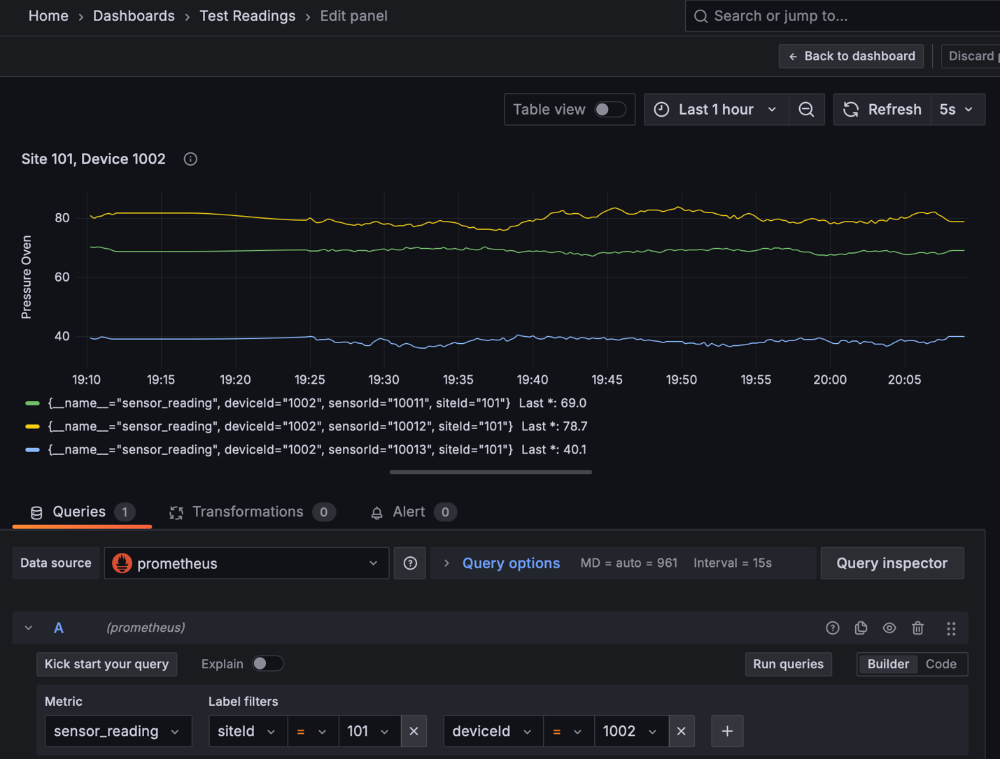 Home › Dashboards › Test Readings › Edit panel
Search or jump to...
← Back to dashboard
Discard
Table view
Last 1 hour
Refresh
5s
Site 101, Device 1002
Pressure Oven
80
60
40
19:10 19:15 19:20 19:25 19:30 19:35 19:40 19:45 19:50 19:55 20:00 20:05
{__name__="sensor_reading", deviceId="1002", sensorId="10011", siteId="101"} Last *: 69.0
{__name__="sensor_reading", deviceId="1002", sensorId="10012", siteId="101"} Last *: 78.7
{__name__="sensor_reading", deviceId="1002", sensorId="10013", siteId="101"} Last *: 40.1
Queries 1
Transformations 0
Alert 0
Data source
prometheus
Query options
MD = auto = 961
Interval = 15s
Query inspector
A
(prometheus)
Kick start your query
Explain
Run queries
Builder
Code
Metric
Label filters
sensor_reading
siteId = 101
deviceId = 1002
+